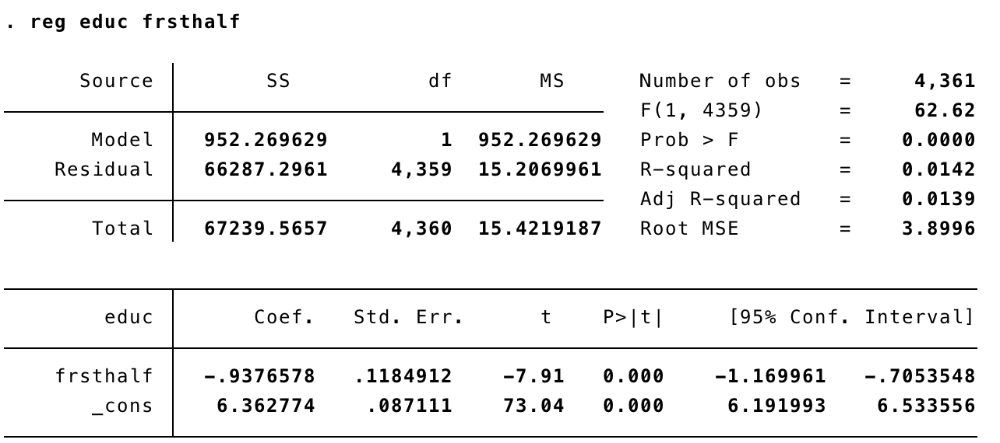 . reg educ frsthalf
Source SS df MS Number of obs = 4,361
F(1, 4359) = 62.62
Model 952.269629 1 952.269629 Prob > F = 0.0000
Residual 66287.2961 4,359 15.2069961 R-squared = 0.0142
Adj R-squared = 0.0139
Total 67239.5657 4,360 15.4219187 Root MSE = 3.8996
educ Coef. Std. Err. t P>|t| [95% Conf. Interval]
frsthalf -.9376578 .1184912 -7.91 0.000 -1.169961 -.7053548
_cons 6.362774 .087111 73.04 0.000 6.191993 6.533556